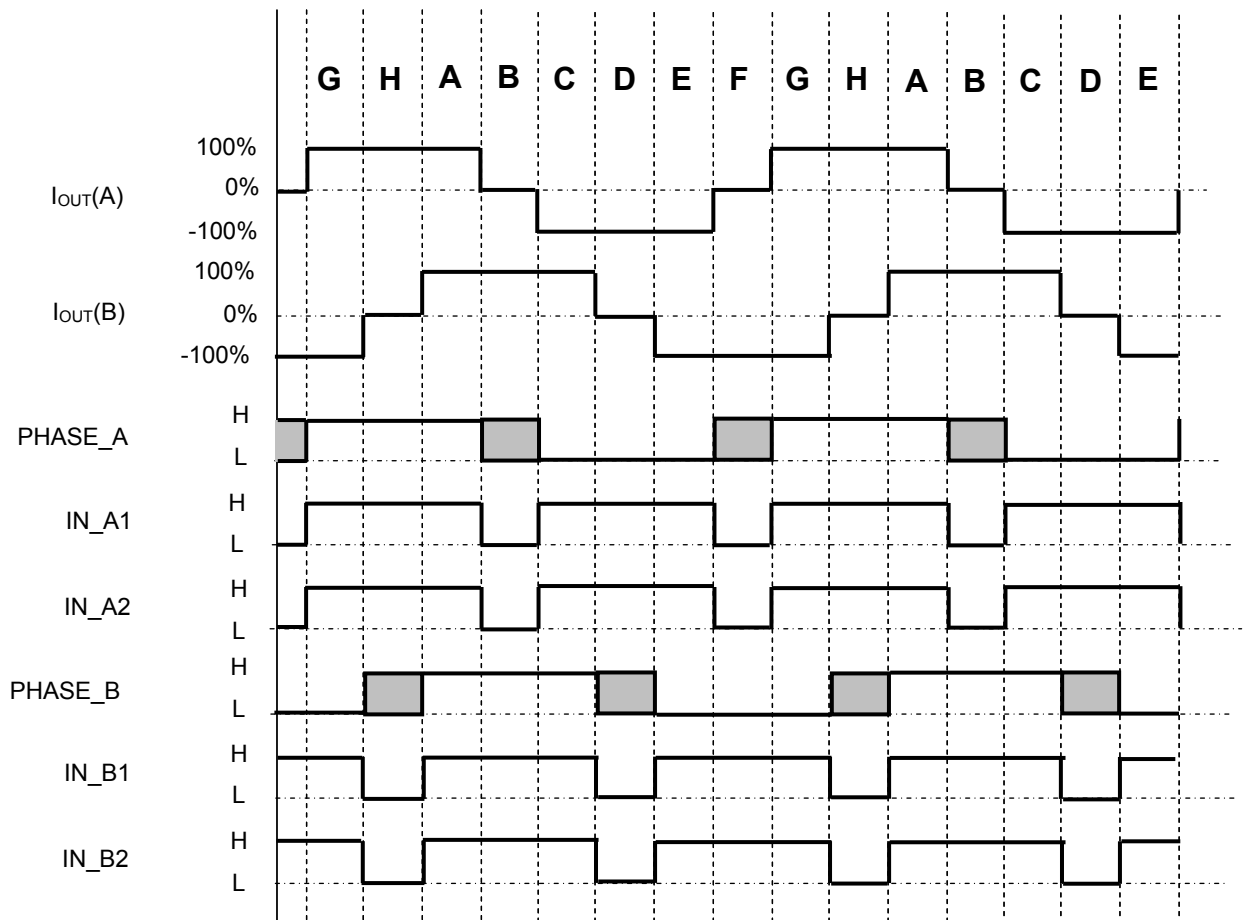 G H A B C D E F G H A B C D E
100%
IOUT(A)
0%
-100%
100%
IOUT(B)
0%
-100%
H
PHASE_A
L
H
IN_A1
L
H
IN_A2
L
H
PHASE_B
L
H
IN_B1
L
H
IN_B2
L